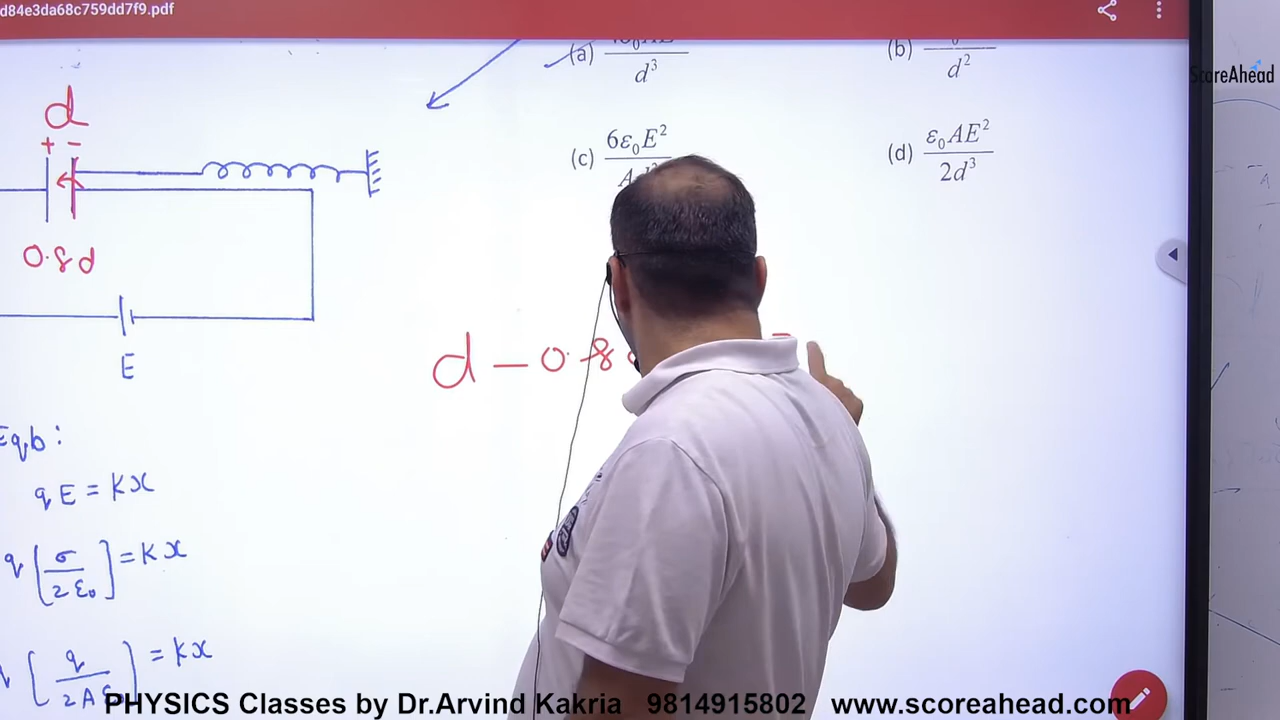 d84e3da68c759dd7f9.pdf
ScoreAhead
(a) d³
(b) d²
(c) 6ε₀E²
(d) ε₀AE² / 2d³
d
+ -
0.8d
E
d - 0.8
Eqb:
qE = Kx
q [σ / 2ε₀] = Kx
[q / 2Aε₀] = Kx
PHYSICS Classes by Dr.Arvind Kakria 9814915802 www.scoreahead.com